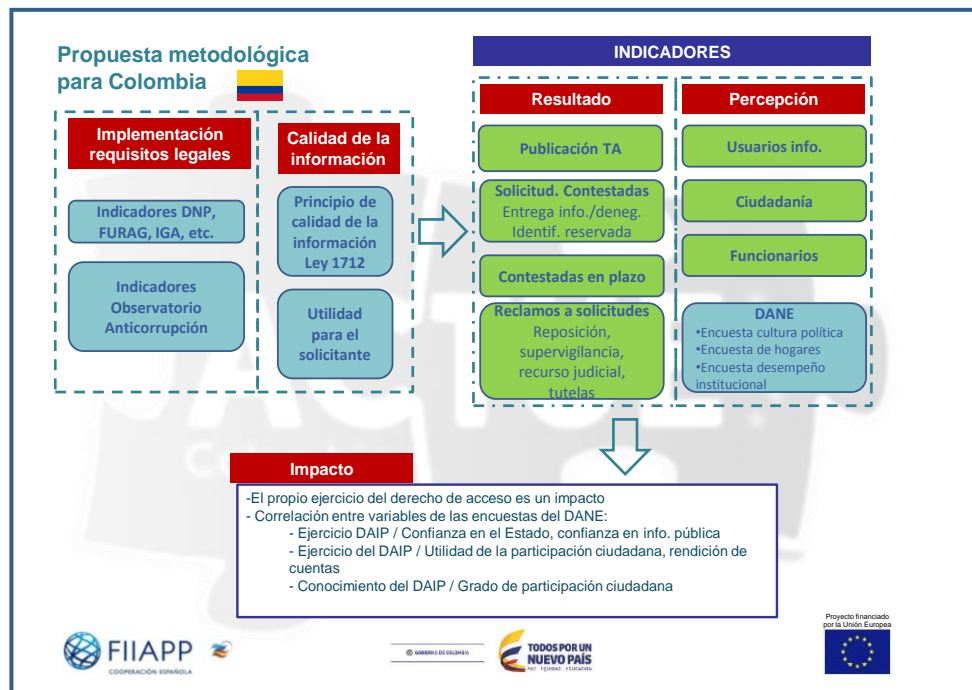 Propuesta metodológica
para Colombia
INDICADORES
Implementación
requisitos legales
Calidad de la
información
Resultado
Percepción
Indicadores DNP,
FURAG, IGA, etc.
Indicadores
Observatorio
Anticorrupción
Principio de
calidad de la
información
Ley 1712
Utilidad
para el
solicitante
Publicación TA
Solicitud. Contestadas
Entrega info./deneg.
Identif. reservada
Contestadas en plazo
Reclamos a solicitudes
Reposición,
supervigilancia,
recurso judicial,
tutelas
Usuarios info.
Ciudadanía
Funcionarios
DANE
•Encuesta cultura política
•Encuesta de hogares
•Encuesta desempeño
institucional
Impacto
-El propio ejercicio del derecho de acceso es un impacto
- Correlación entre variables de las encuestas del DANE:
- Ejercicio DAIP / Confianza en el Estado, confianza en info. pública
- Ejercicio del DAIP / Utilidad de la participación ciudadana, rendición de
cuentas
- Conocimiento del DAIP / Grado de participación ciudadana
FIIAPP
COOPERACIÓN ESPAÑOLA
GOBIERNO DE COLOMBIA
TODOS POR UN
NUEVO PAÍS
PAZ EQUIDAD EDUCACIÓN
Proyecto financiado
por la Unión Europea